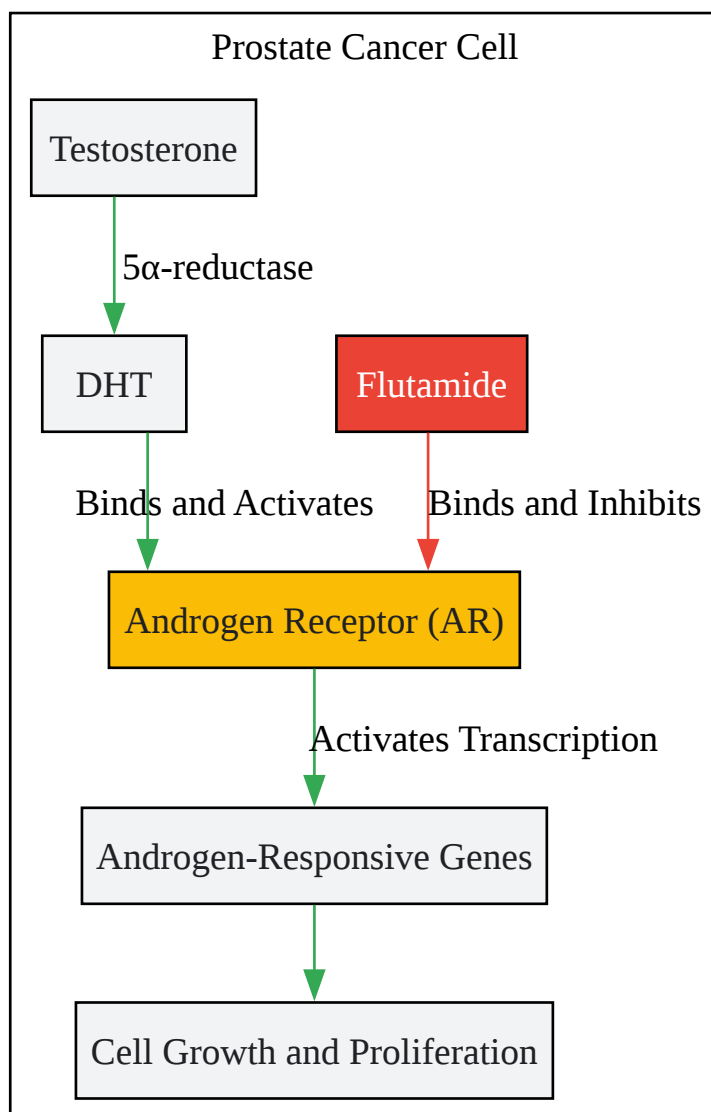 Prostate Cancer Cell
Testosterone
5α-reductase
DHT
Flutamide
Binds and Activates
Binds and Inhibits
Androgen Receptor (AR)
Activates Transcription
Androgen-Responsive Genes
Cell Growth and Proliferation